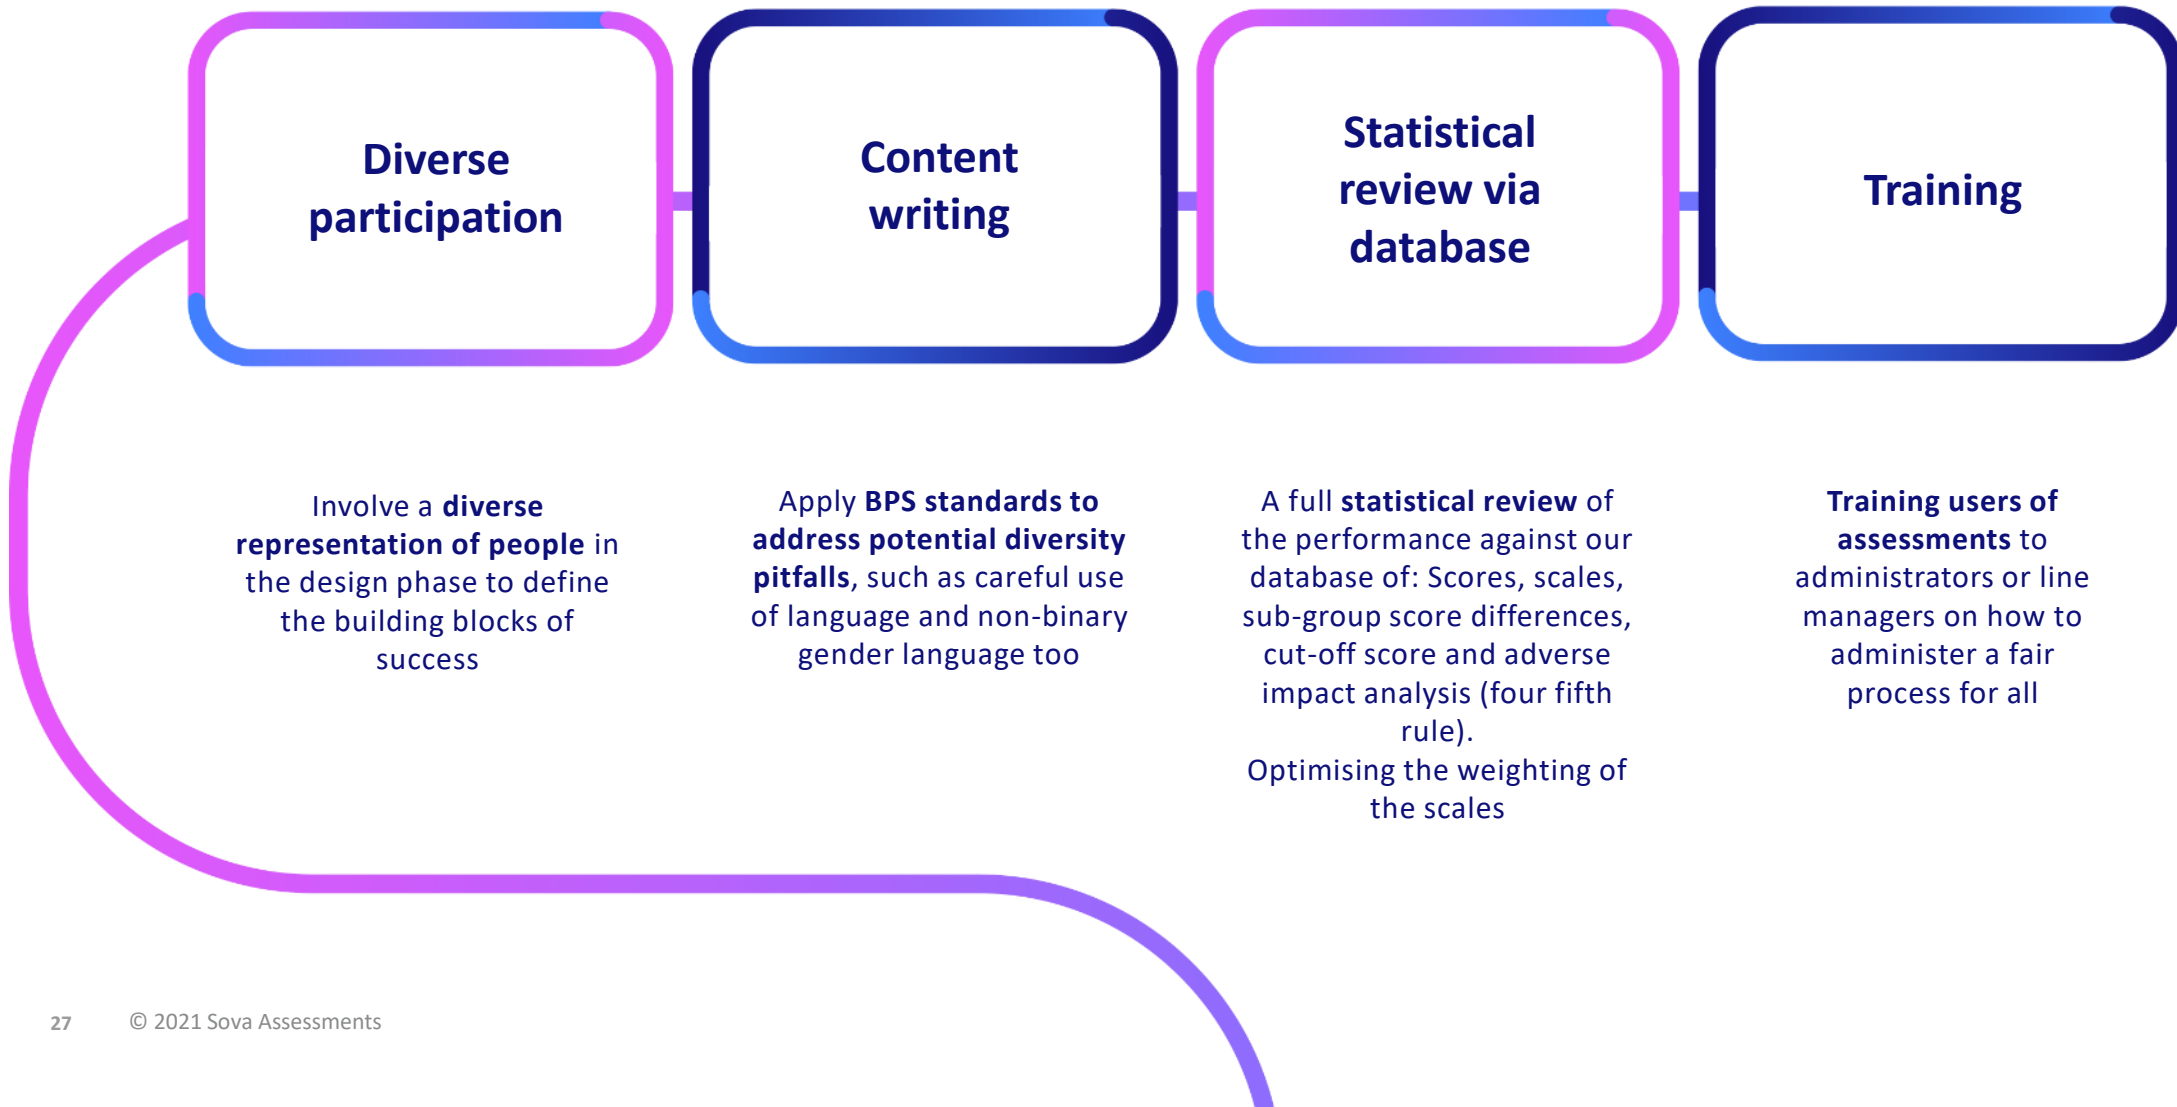 Diverse
participation
Content
writing
Statistical
review via
database
Training
Involve a diverse
representation of people in
the design phase to define
the building blocks of
success
Apply BPS standards to
address potential diversity
pitfalls, such as careful use
of language and non-binary
gender language too
A full statistical review of
the performance against our
database of: Scores, scales,
sub-group score differences,
cut-off score and adverse
impact analysis (four fifth
rule).
Optimising the weighting of
the scales
Training users of
assessments to
administrators or line
managers on how to
administer a fair
process for all
27 © 2021 Sova Assessments